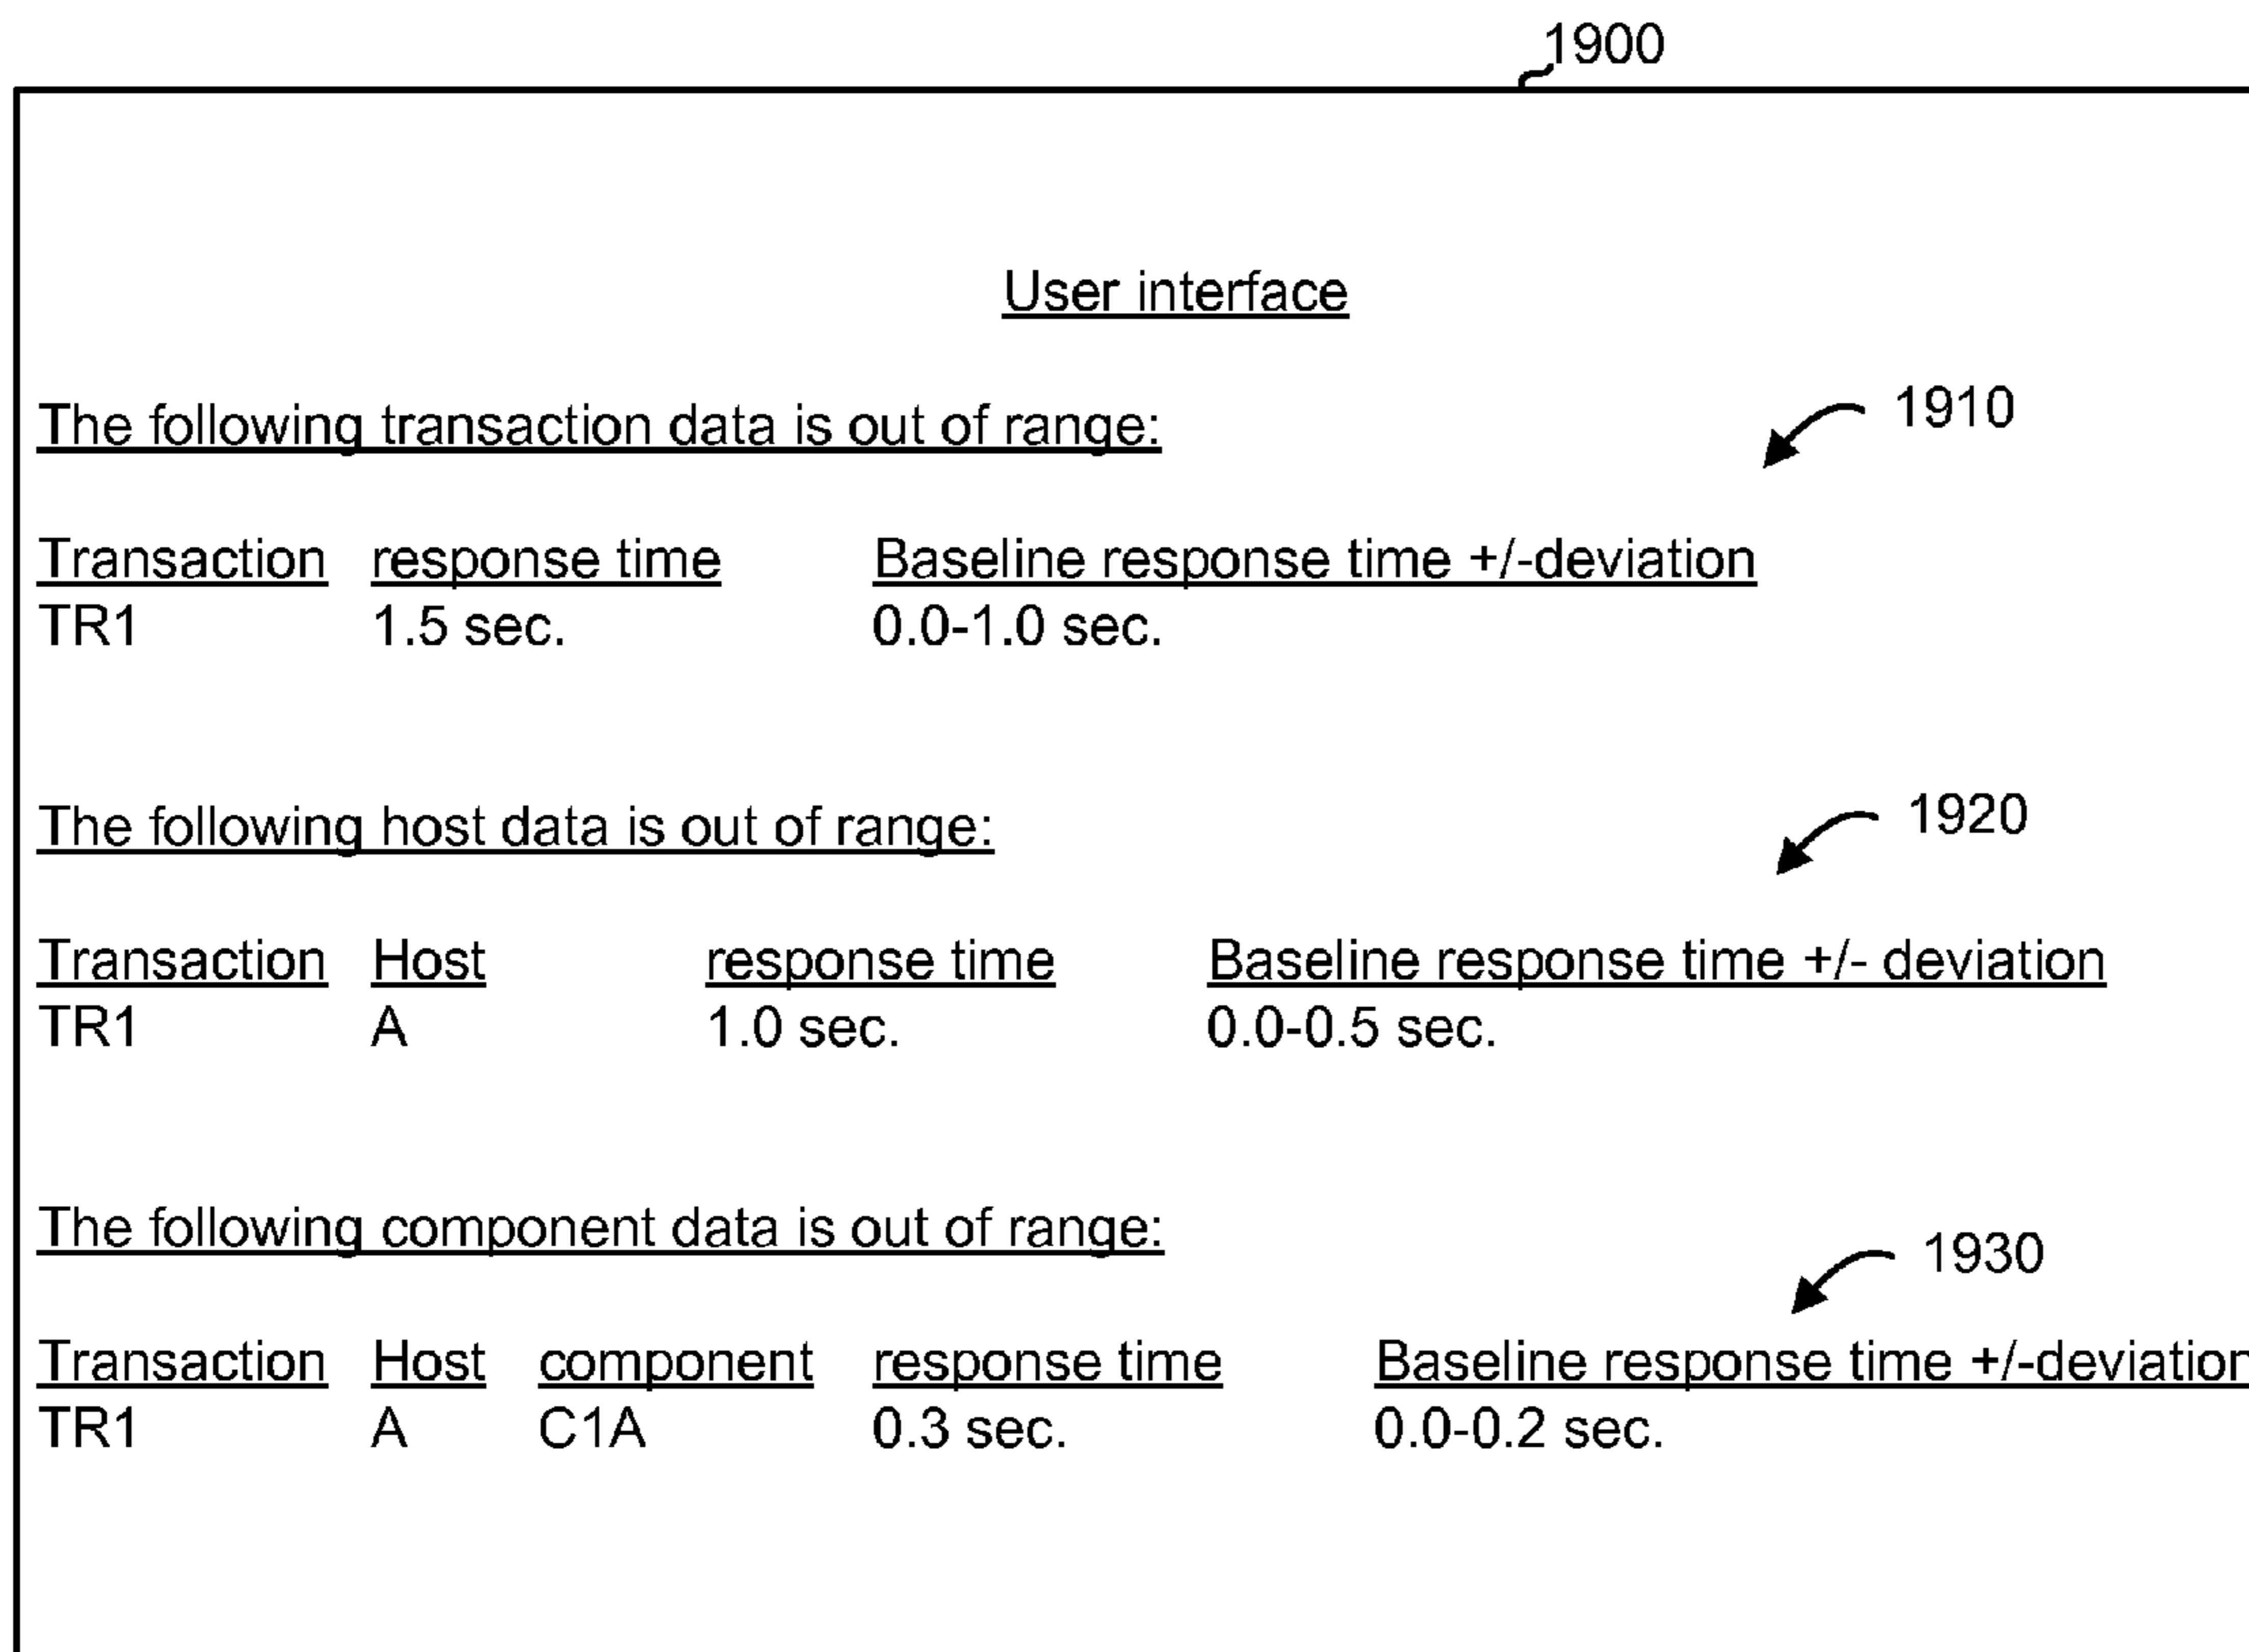 1900
User interface
The following transaction data is out of range:
1910
Transaction response time Baseline response time +/-deviation
TR1 1.5 sec. 0.0-1.0 sec.
The following host data is out of range:
1920
Transaction Host response time Baseline response time +/- deviation
TR1 A 1.0 sec. 0.0-0.5 sec.
The following component data is out of range:
1930
Transaction Host component response time Baseline response time +/-deviation
TR1 A C1A 0.3 sec. 0.0-0.2 sec.